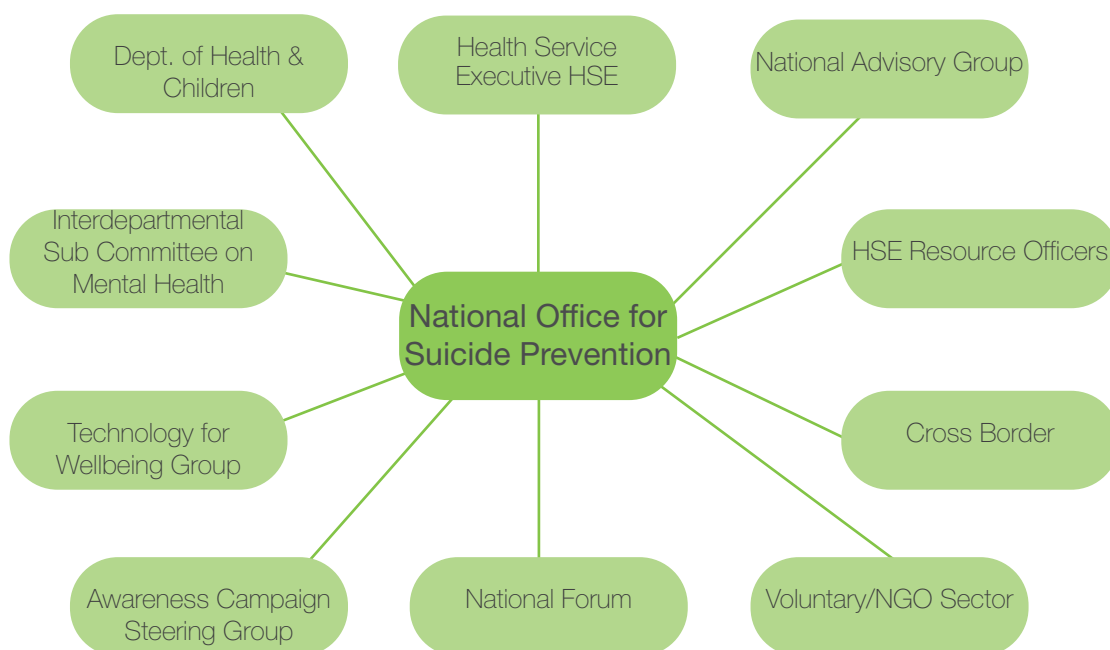 Dept. of Health &
Children
Health Service
Executive HSE
National Advisory Group
Interdepartmental
Sub Committee on
Mental Health
HSE Resource Officers
National Office for
Suicide Prevention
Technology for
Wellbeing Group
Cross Border
Awareness Campaign
Steering Group
National Forum
Voluntary/NGO Sector